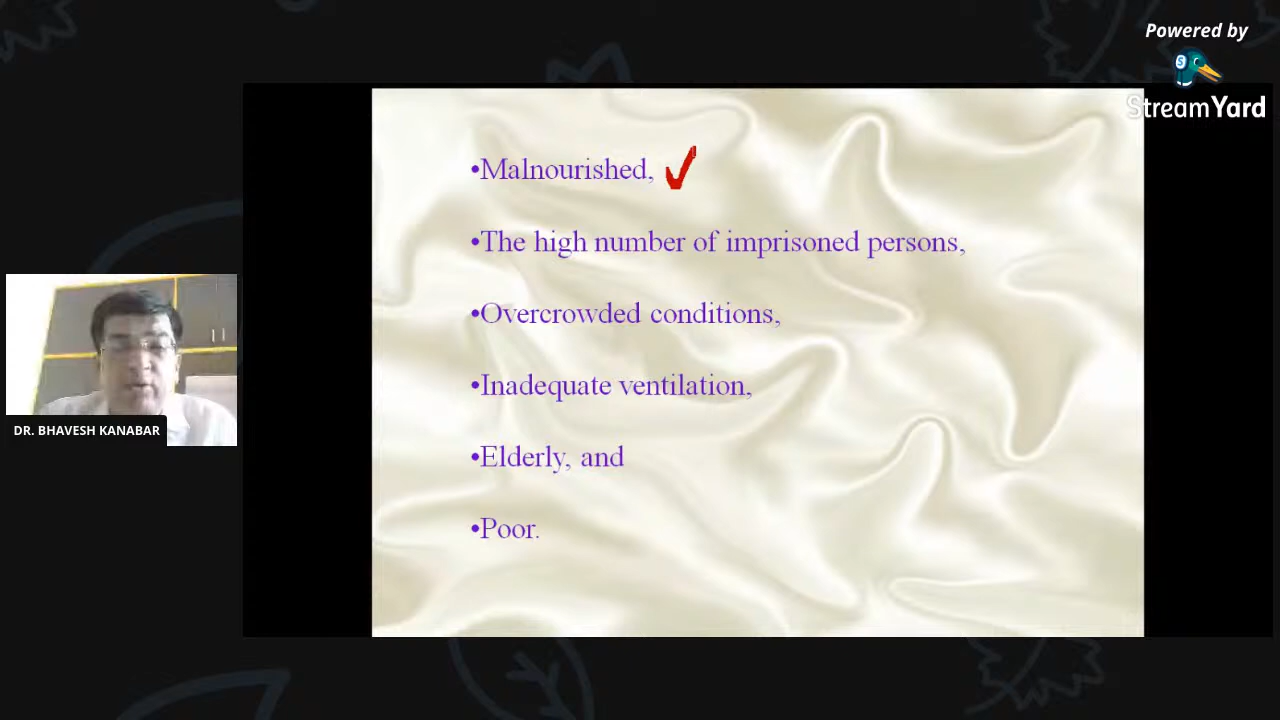 Powered by
StreamYard
•Malnourished,
•The high number of imprisoned persons,
•Overcrowded conditions,
•Inadequate ventilation,
•Elderly, and
•Poor.
DR. BHAVESH KANABAR